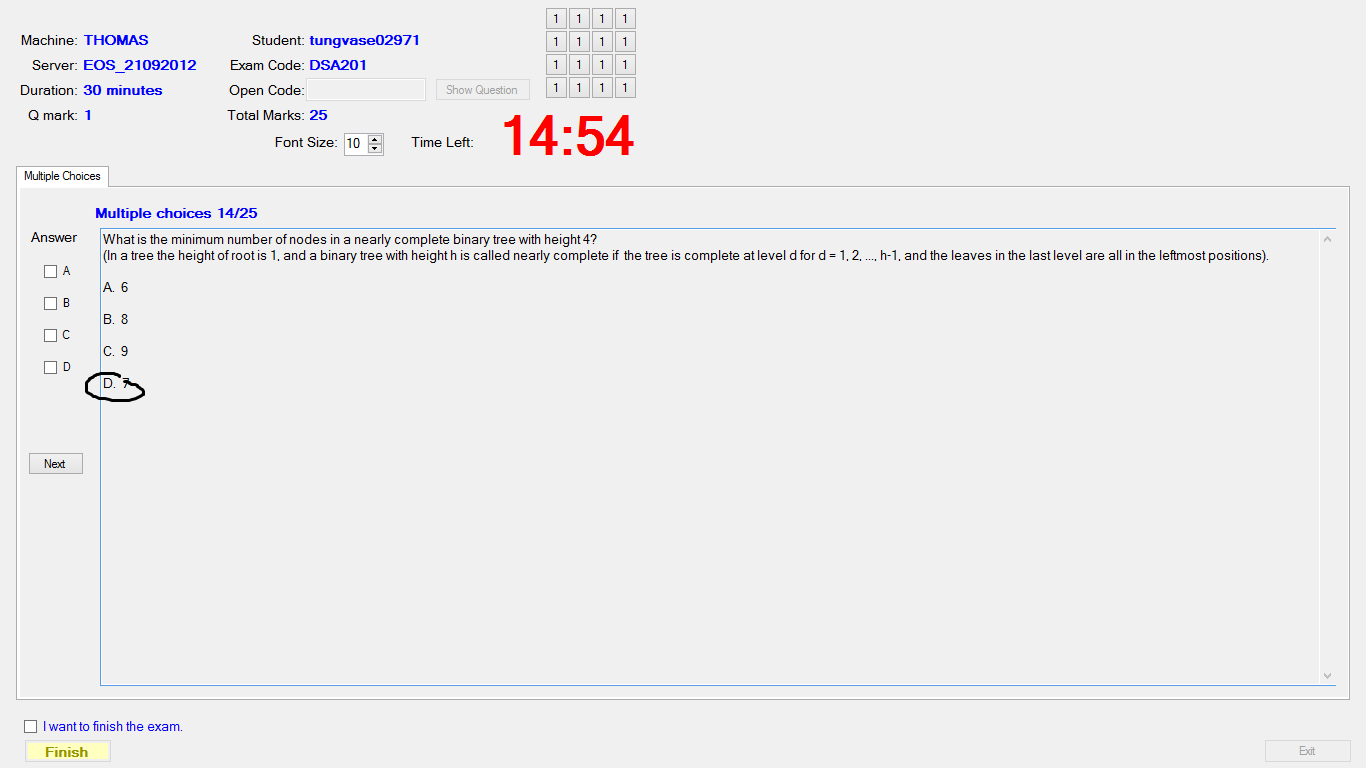 1 1 1 1
Machine: THOMAS Student: tungvase02971
1 1 1 1
Server: EOS_21092012 Exam Code: DSA201
1 1 1 1
Duration: 30 minutes Open Code: Show Question
1 1 1 1
Q mark: 1 Total Marks: 25
Font Size: 10 Time Left: 14:54
Multiple Choices
Multiple choices 14/25
Answer
What is the minimum number of nodes in a nearly complete binary tree with height 4?
(In a tree the height of root is 1, and a binary tree with height h is called nearly complete if the tree is complete at level d for d = 1, 2, ..., h-1, and the leaves in the last level are all in the leftmost positions).
A
A. 6
B
B. 8
C
C. 9
D
D. 7
Next
I want to finish the exam.
Finish
Exit